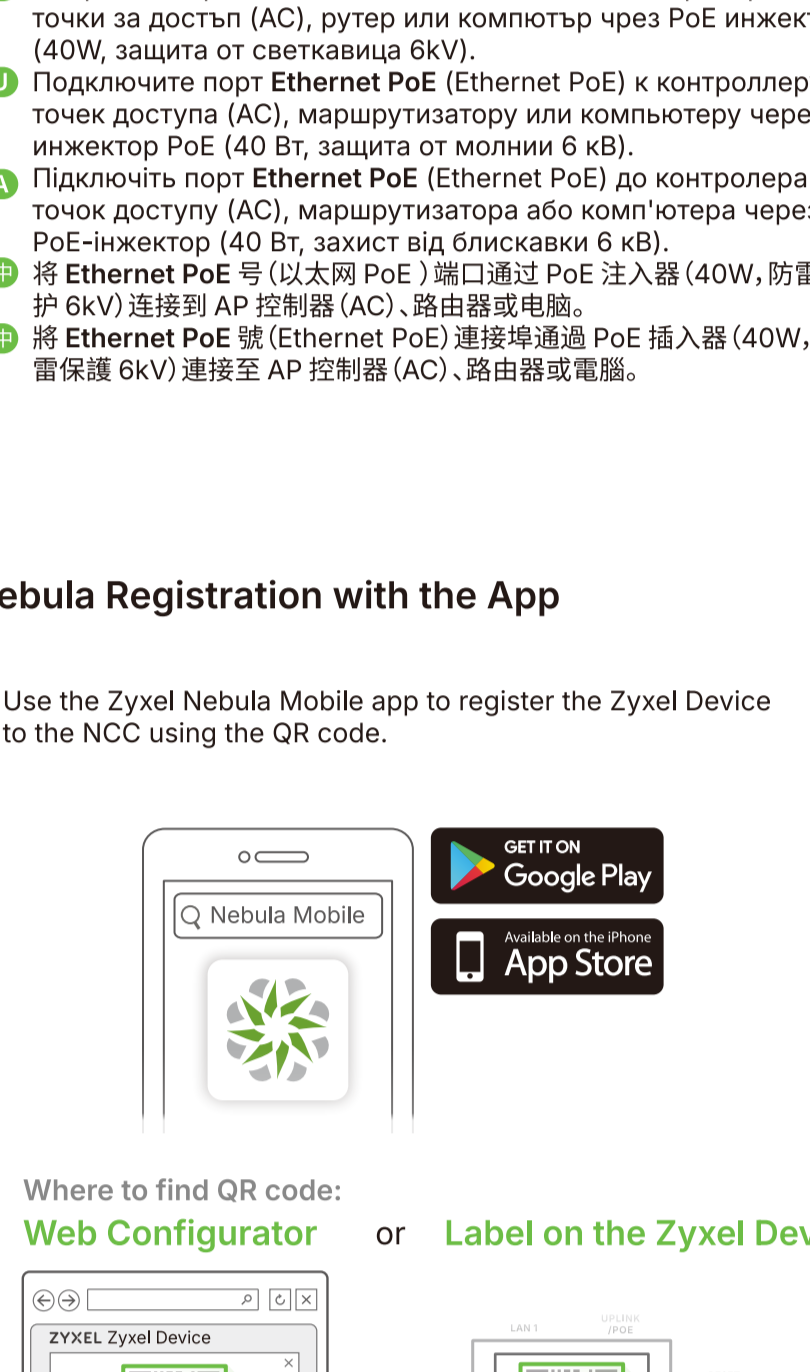 точки за достъп (AC), рутер или компютър чрез PoE инжек
(40W, защита от светкавица 6kV).
Подключите порт Ethernet PoE (Ethernet PoE) к контроллер
точек доступа (AC), маршрутизатору или компьютеру чере
инжектор PoE (40 Вт, защита от молнии 6 кВ).
Підключіть порт Ethernet PoE (Ethernet PoE) до контролера
точок доступу (AC), маршрутизатора або комп'ютера через
PoE-інжектор (40 Вт, захист від блискавки 6 кВ).
中 将 Ethernet PoE 号（以太网 PoE ）端口通过 PoE 注入器（40W，防雷
护 6kV）连接到 AP 控制器（AC）、路由器或电脑。
中 將 Ethernet PoE 號（Ethernet PoE）連接埠通過 PoE 插入器（40W，
雷保護 6kV）連接至 AP 控制器（AC）、路由器或電腦。
ebula Registration with the App
Use the Zyxel Nebula Mobile app to register the Zyxel Device
to the NCC using the QR code.
Nebula Mobile
GET IT ON
Google Play
Available on the iPhone
App Store
Where to find QR code:
Web Configurator or Label on the Zyxel Dev
ZYXEL Zyxel Device
LAN 1
UPLINK
/POE